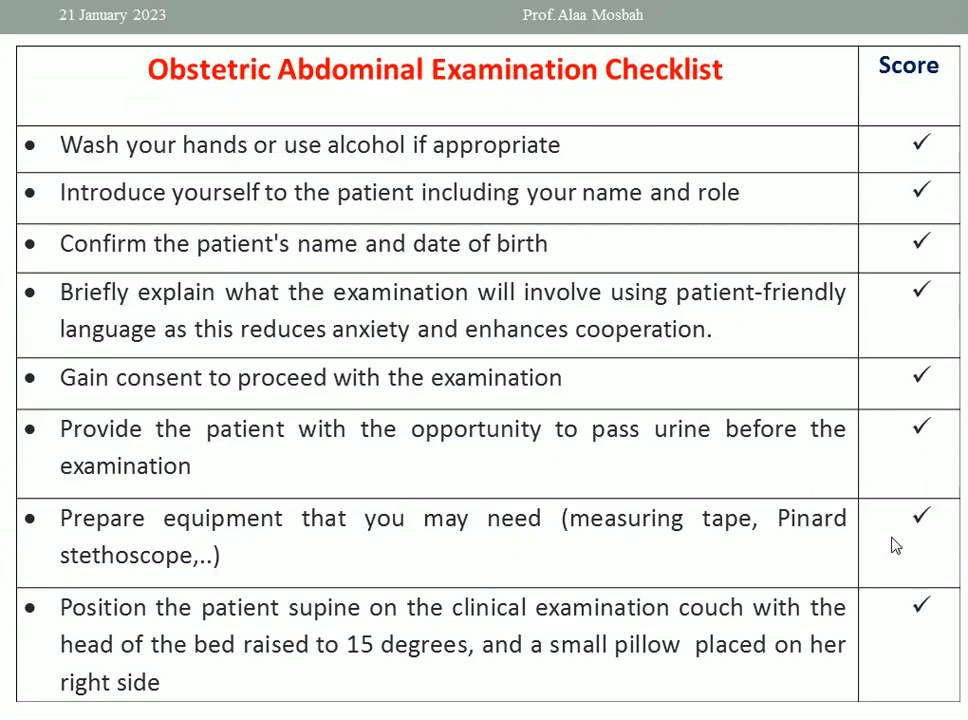 21 January 2023
Prof.Alaa Mosbah
Obstetric Abdominal Examination Checklist
Score
• Wash your hands or use alcohol if appropriate ✓
• Introduce yourself to the patient including your name and role ✓
• Confirm the patient's name and date of birth ✓
• Briefly explain what the examination will involve using patient-friendly ✓
language as this reduces anxiety and enhances cooperation.
• Gain consent to proceed with the examination ✓
• Provide the patient with the opportunity to pass urine before the ✓
examination
• Prepare equipment that you may need (measuring tape, Pinard ✓
stethoscope,..)
• Position the patient supine on the clinical examination couch with the ✓
head of the bed raised to 15 degrees, and a small pillow placed on her
right side